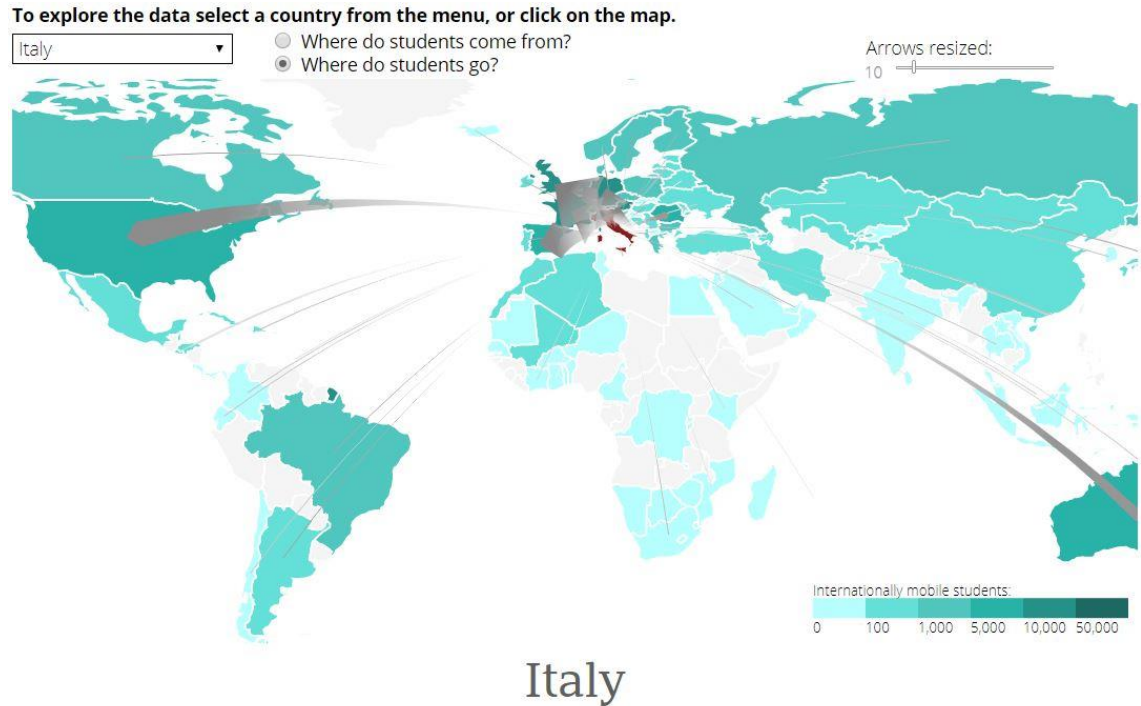 To explore the data select a country from the menu, or click on the map.
Italy
Where do students come from?
Where do students go?
Arrows resized:
10
Internationally mobile students:
0 100 1,000 5,000 10,000 50,000
Italy